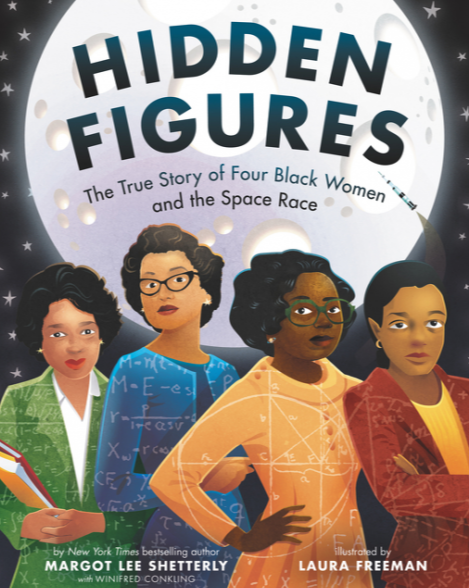 HIDDEN
FIGURES
The True Story of Four Black Women
and the Space Race
M=E-es
by New York Times bestselling author
MARGOT LEE SHETTERLY
with WINIFRED CONKLING
illustrated by
LAURA FREEMAN